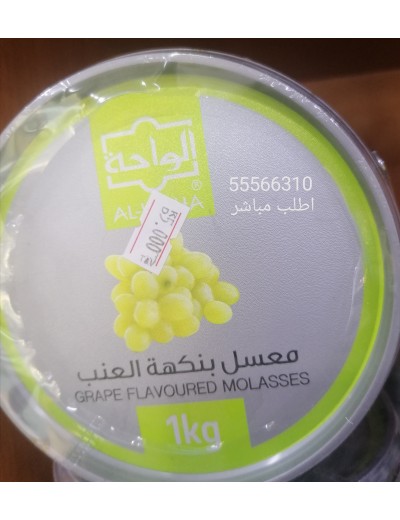 الواحة
®
55566310
اطلب مباشر
معسل بنكهة العنب
GRAPE FLAVOURED MOLASSES
1kg